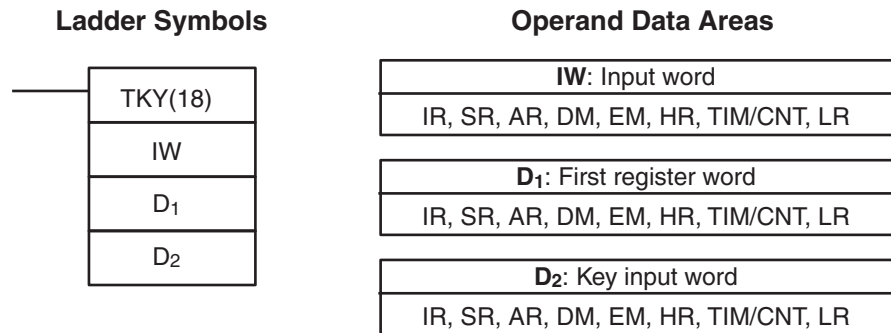 Ladder Symbols
TKY(18)
IW
D1
D2
Operand Data Areas
IW: Input word
IR, SR, AR, DM, EM, HR, TIM/CNT, LR
D1: First register word
IR, SR, AR, DM, EM, HR, TIM/CNT, LR
D2: Key input word
IR, SR, AR, DM, EM, HR, TIM/CNT, LR